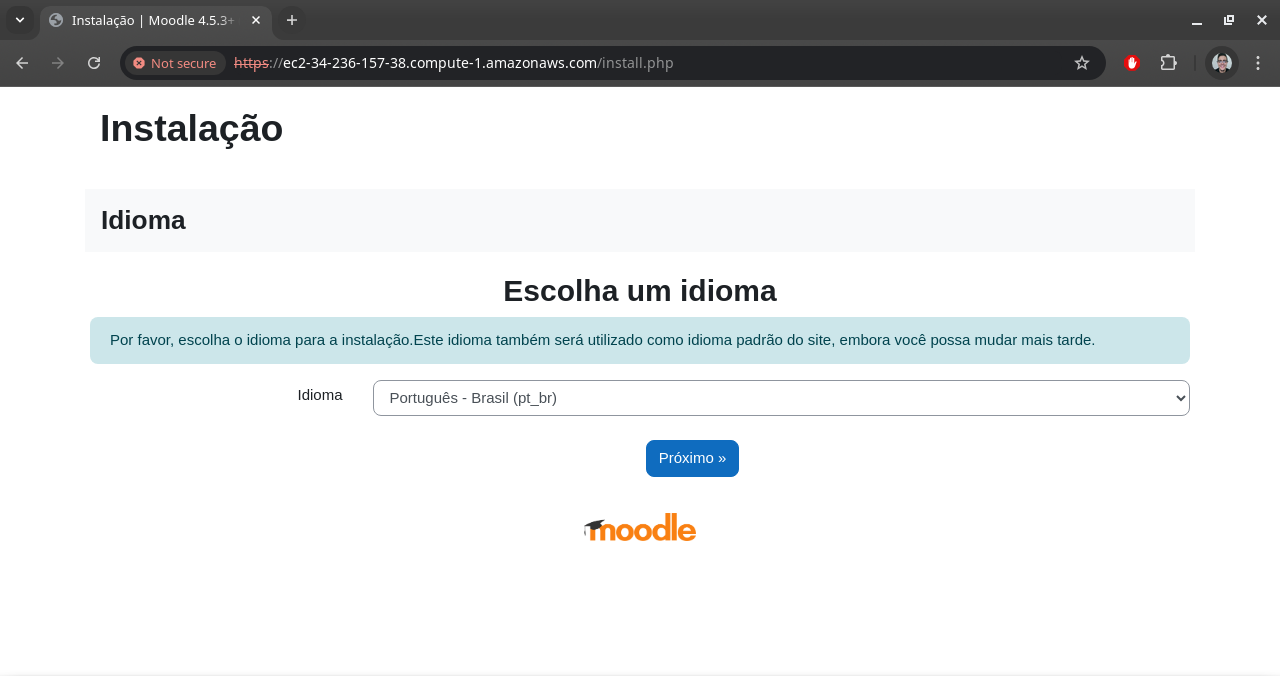 Instalação | Moodle 4.5.3+
Not secure https://ec2-34-236-157-38.compute-1.amazonaws.com/install.php
Instalação
Idioma
Escolha um idioma
Por favor, escolha o idioma para a instalação.Este idioma também será utilizado como idioma padrão do site, embora você possa mudar mais tarde.
Idioma Português - Brasil (pt_br)
Próximo »
moodle